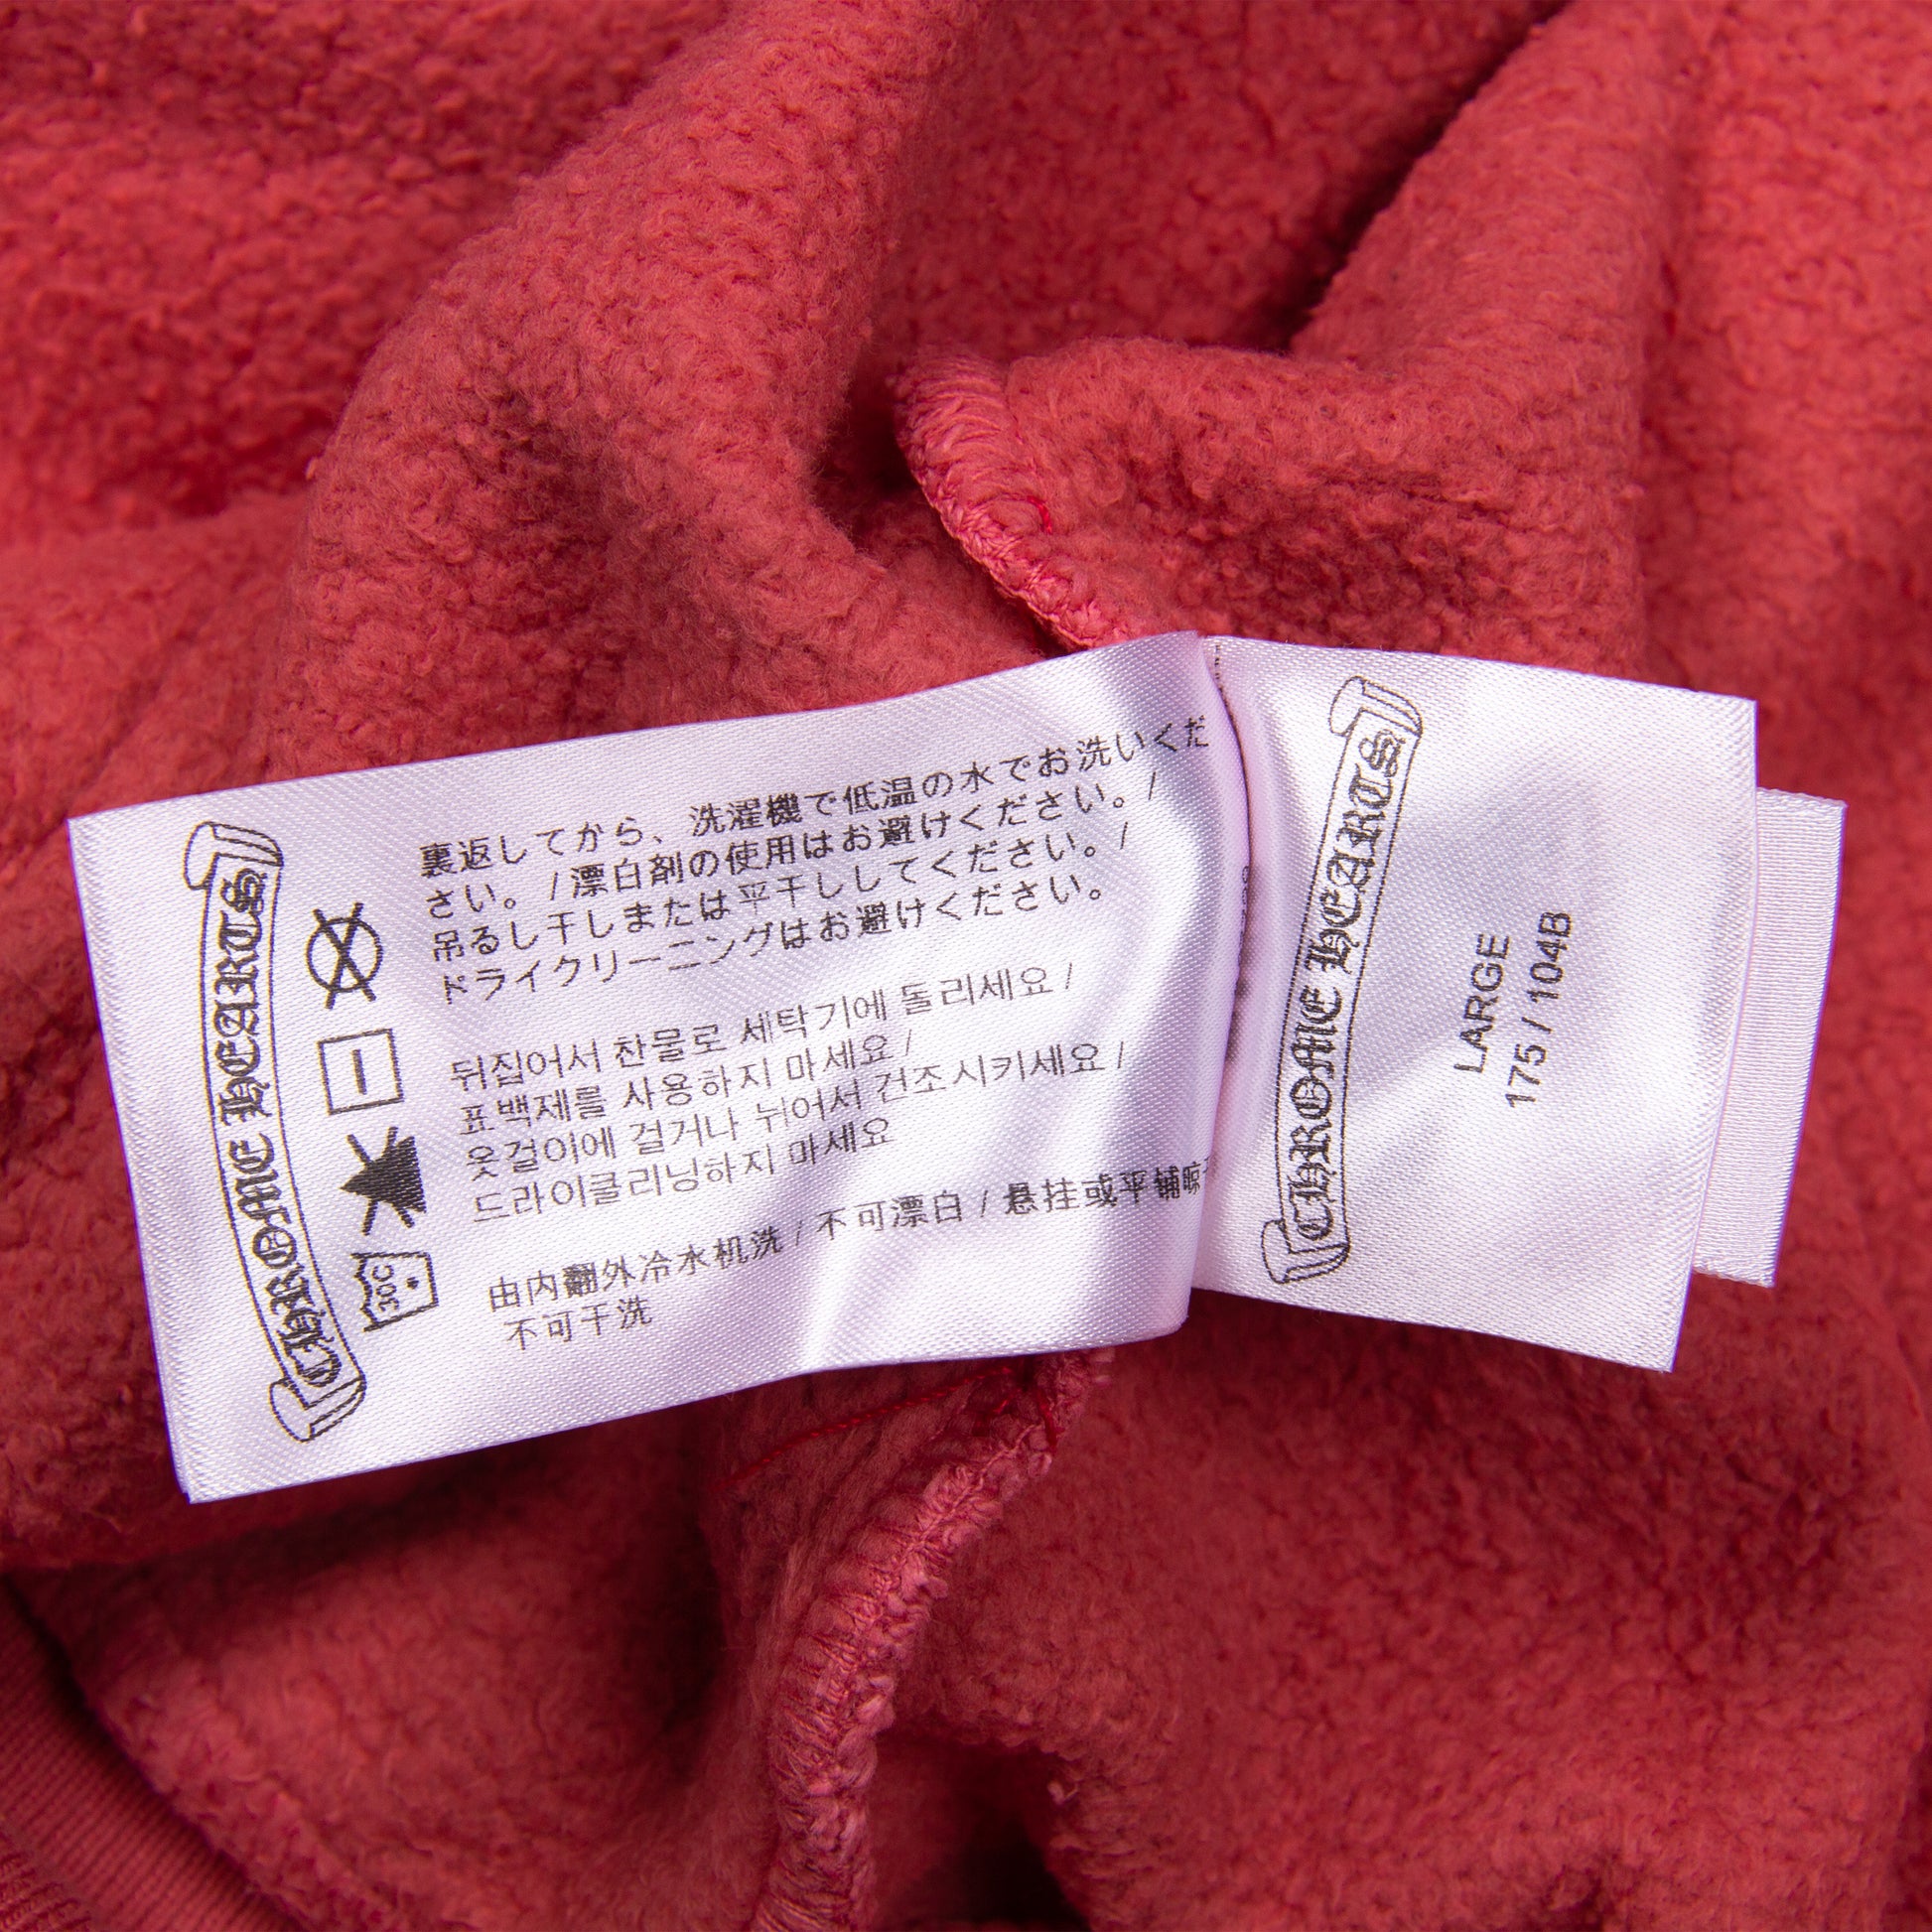 CHROME HEARTS
裏返してから、洗濯機で低温の水でお洗いくだ
さい。/漂白剤の使用はお避けください。/
吊るし干しまたは平干ししてください。/
ドライクリーニングはお避けください。
뒤집어서 찬물로 세탁기에 돌리세요 /
표백제를 사용하지 마세요 /
옷걸이에 걸거나 뉘어서 건조시키세요 /
드라이클리닝하지 마세요
由内翻外冷水机洗 / 不可漂白 / 悬挂或平铺晾
不可干洗
30C
CHROME HEARTS
LARGE
175 / 104B